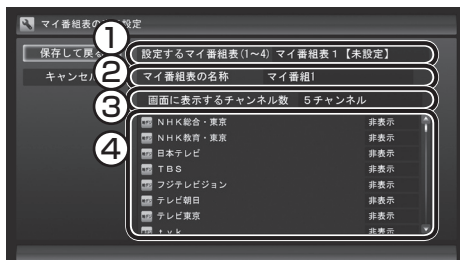 マイ番組表の
定
保存して戻
キャンセル
①
設定するマイ番組表(1~4) マイ番組表1【未設定】
②
マイ番組表の名称 マイ番組1
③
画面に表示するチャンネル数 5チャンネル
④
NHK総合・東京 非表示
NHK教育・東京 非表示
日本テレビ 非表示
TBS 非表示
フジテレビジョン 非表示
テレビ朝日 非表示
テレビ東京 非表示
tvk 非表示